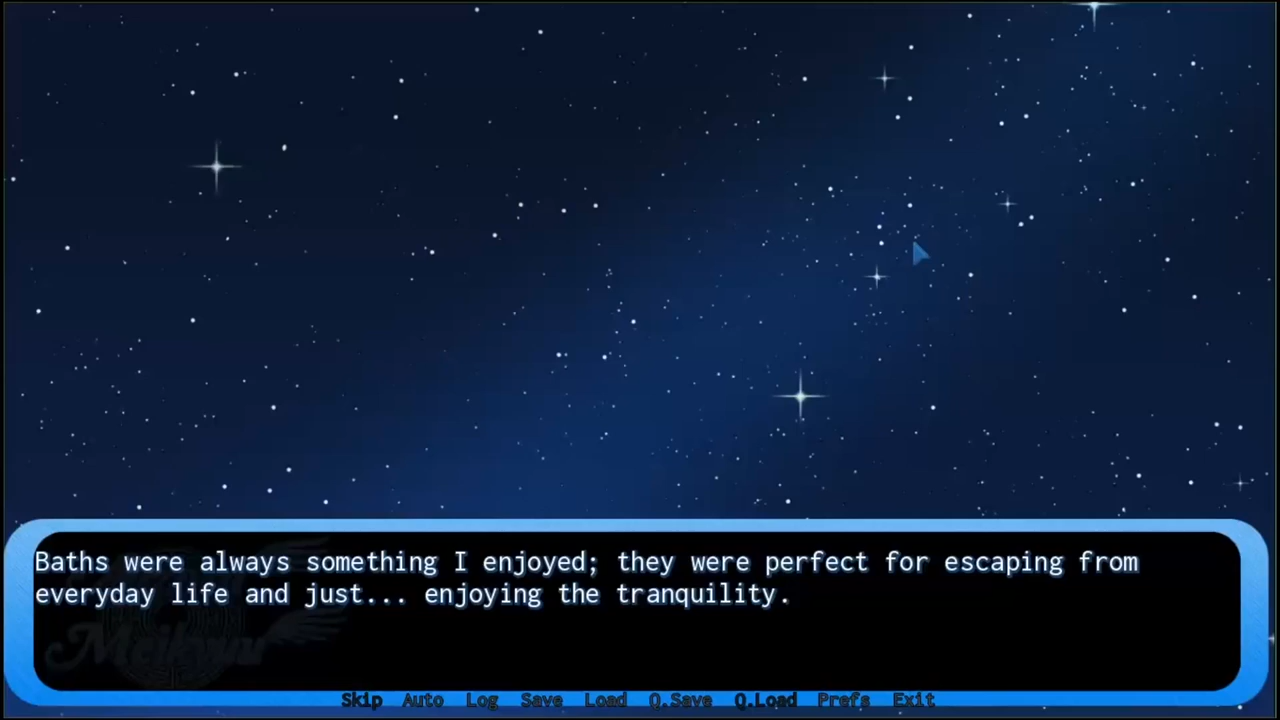 Baths were always something I enjoyed; they were perfect for escaping from
everyday life and just... enjoying the tranquility.
Skip Auto Log Save Load Q.Save Q.Load Prefs Exit